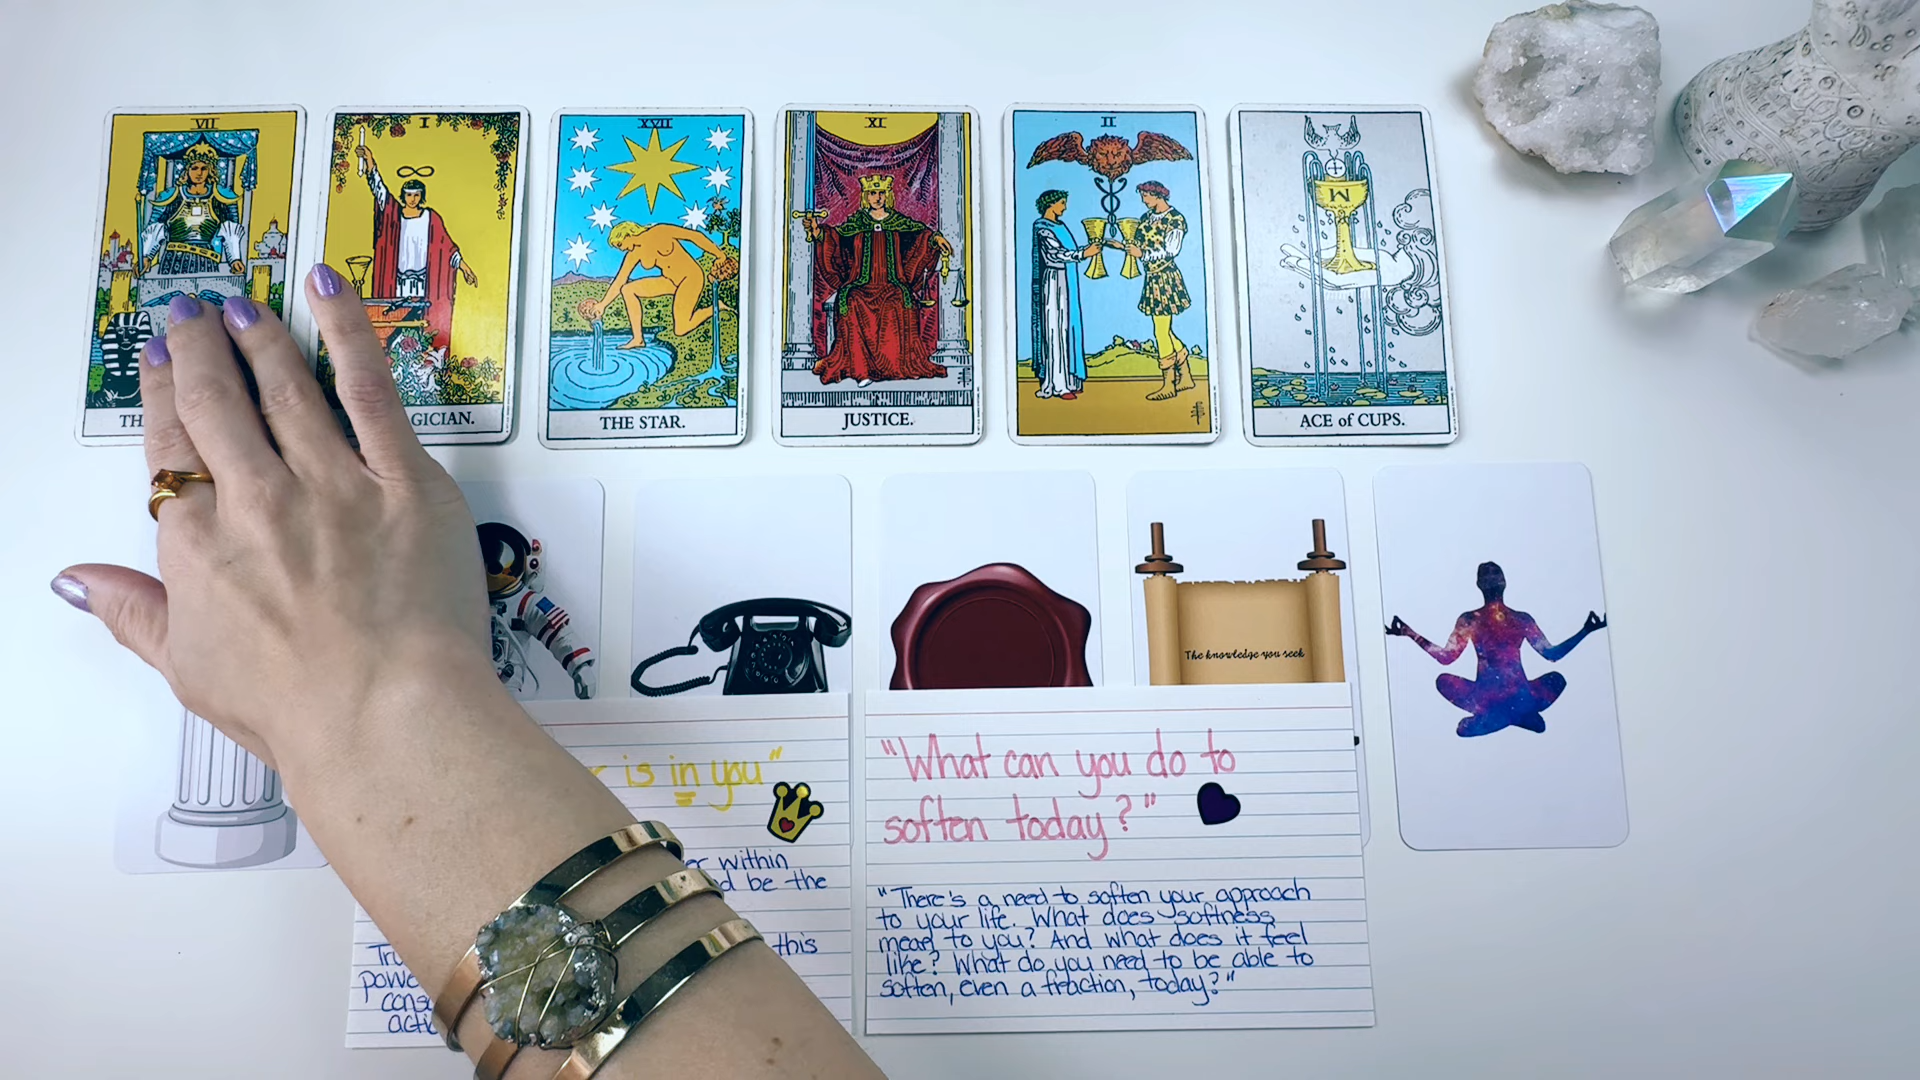 VII
I
XVII
XI
II
TH
GICIAN.
THE STAR.
JUSTICE.
ACE of CUPS.
The knowledge you seek
is in you"
within
be the
this
"What can you do to
soften today?"
"There's a need to soften your approach
to your life. What does softness
mean to you? And what does it feel
like? What do you need to be able to
soften, even a fraction, today?"